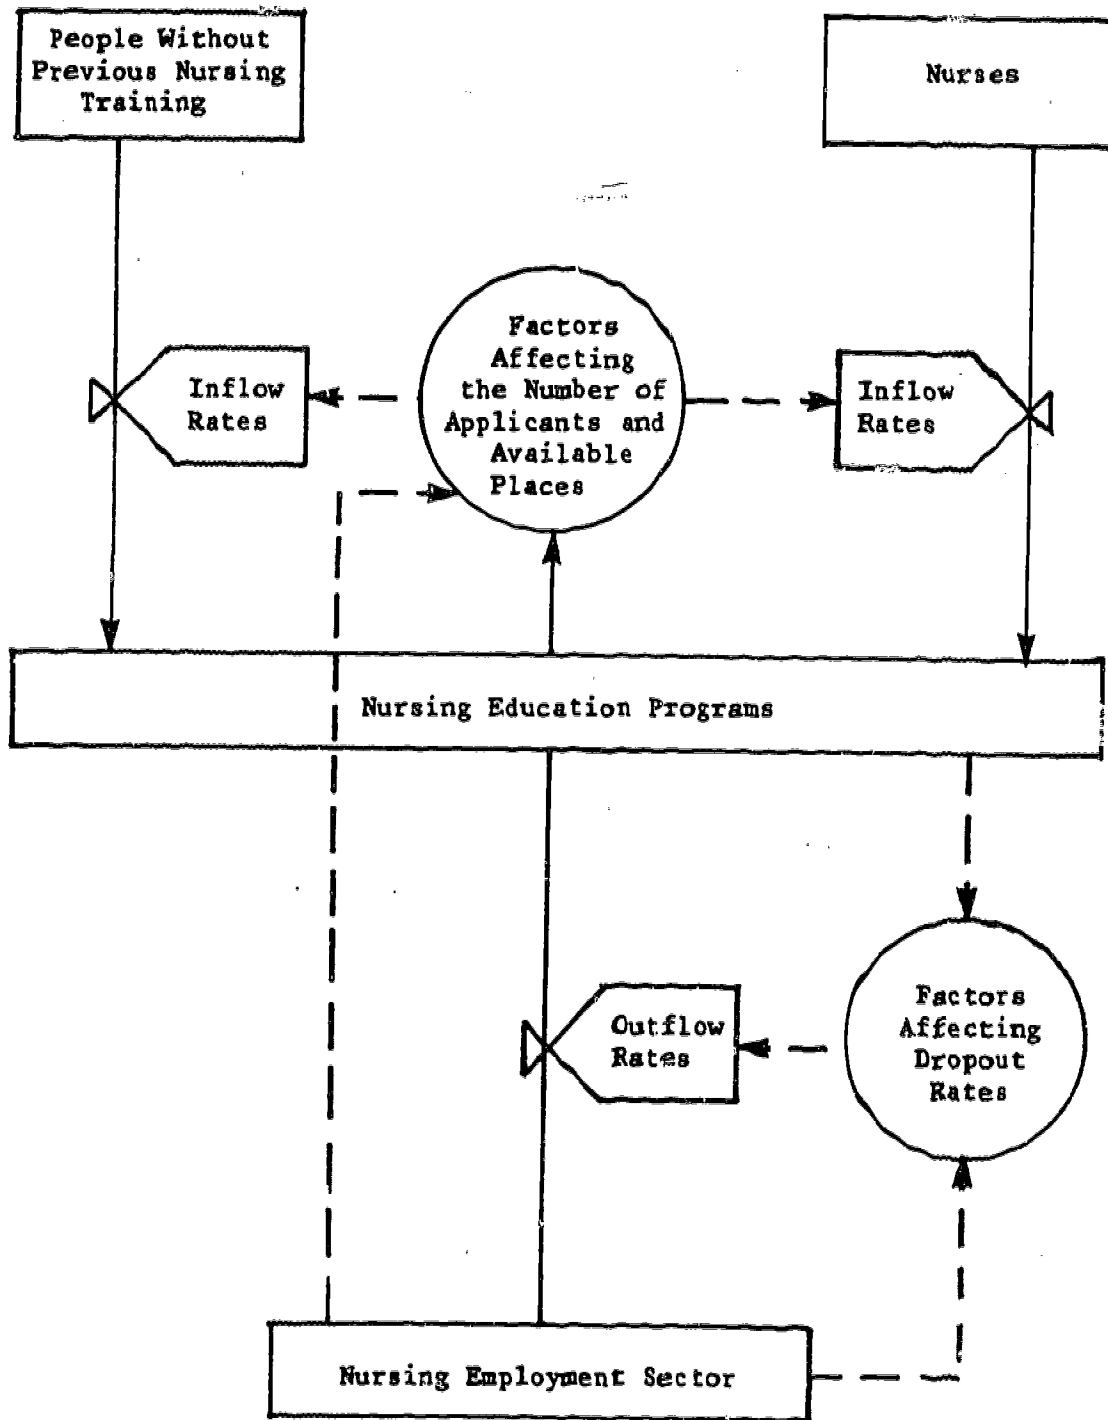 People Without
Previous Nursing
Training
Nurses
Factors
Affecting
the Number of
Applicants and
Available
Places
Inflow
Rates
Inflow
Rates
Nursing Education Programs
Outflow
Rates
Factors
Affecting
Dropout
Rates
Nursing Employment Sector